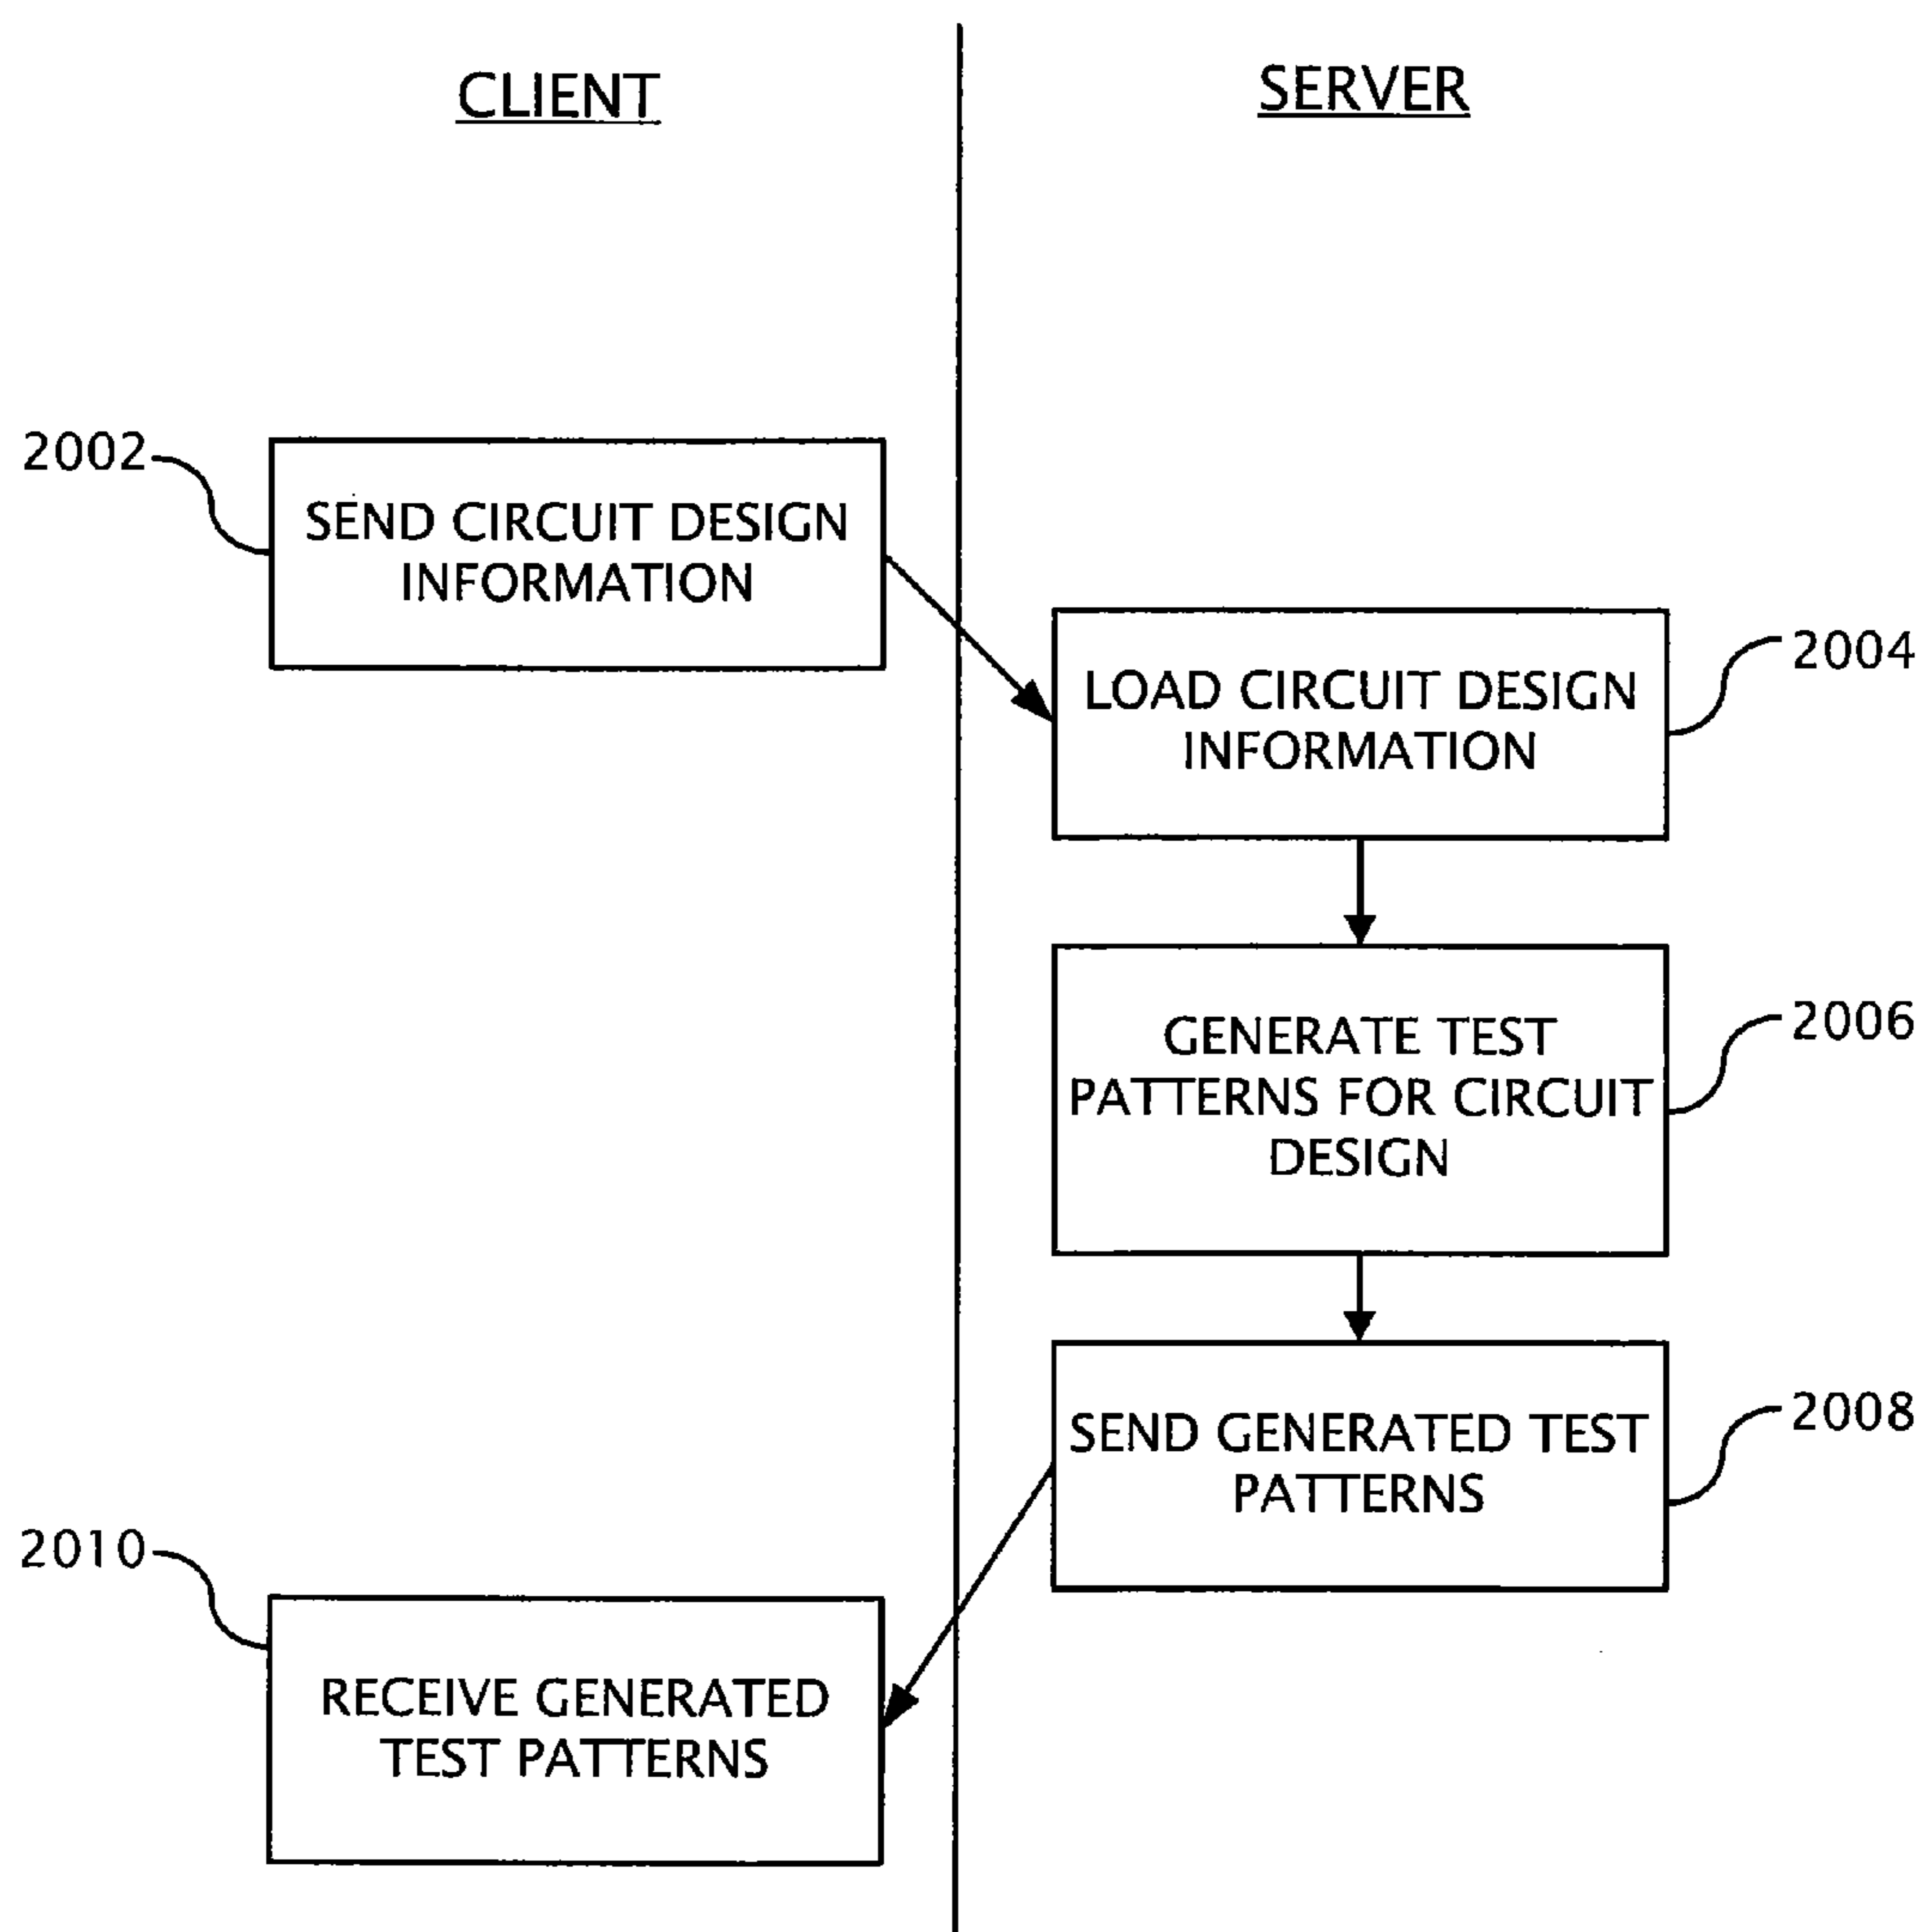 CLIENT
SERVER
2002
SEND CIRCUIT DESIGN
INFORMATION
2004
LOAD CIRCUIT DESIGN
INFORMATION
2006
GENERATE TEST
PATTERNS FOR CIRCUIT
DESIGN
2008
SEND GENERATED TEST
PATTERNS
2010
RECEIVE GENERATED
TEST PATTERNS